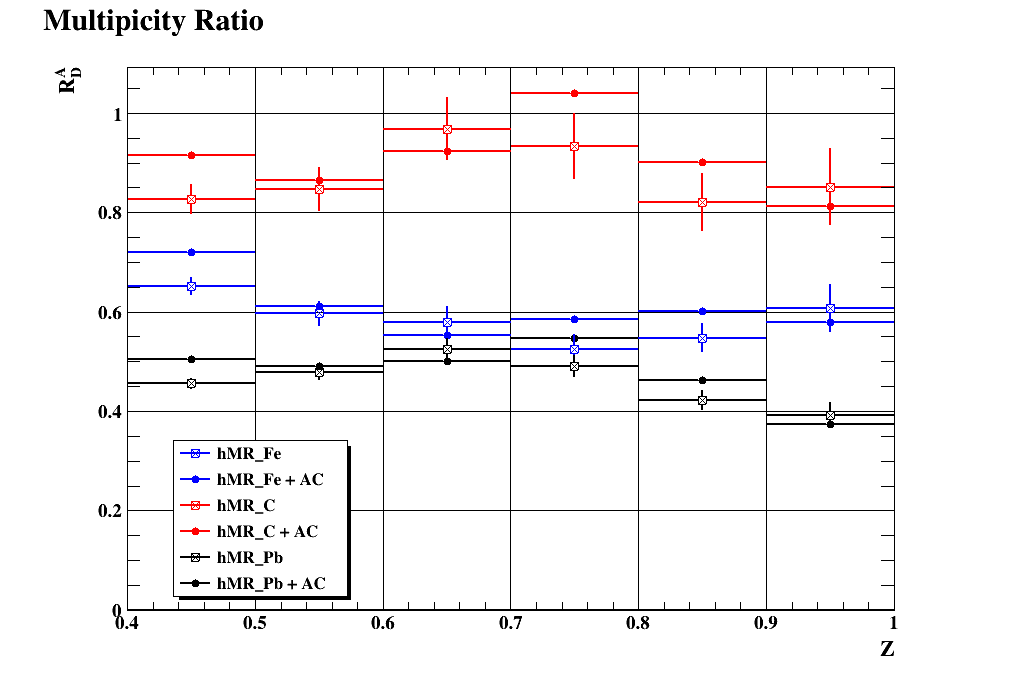 Multipicity Ratio
R_D^A
1
0.8
0.6
0.4
0.2
0
hMR_Fe
hMR_Fe + AC
hMR_C
hMR_C + AC
hMR_Pb
hMR_Pb + AC
0.4 0.5 0.6 0.7 0.8 0.9 1
Z